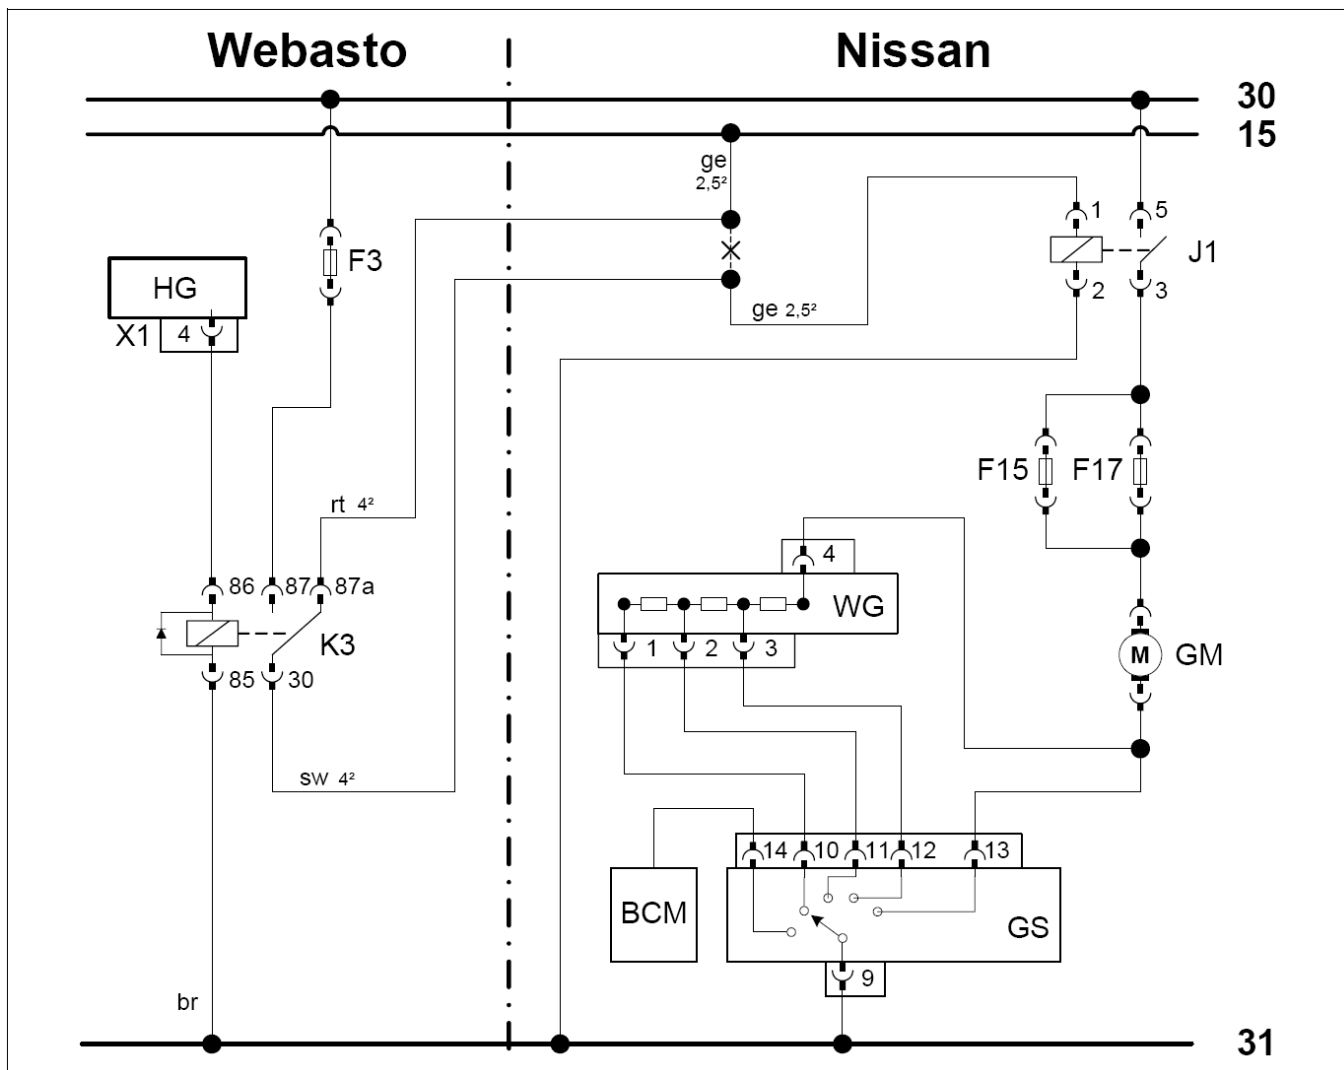 Webasto Nissan
30
15
ge
2,5²
1 5
F3 J1
HG
ge 2,5² 2 3
X1 4
F15 F17
rt 4²
4
86 87 87a WG
K3 1 2 3 M GM
85 30
sw 4²
14 10 11 12 13
BCM GS
9
br
31